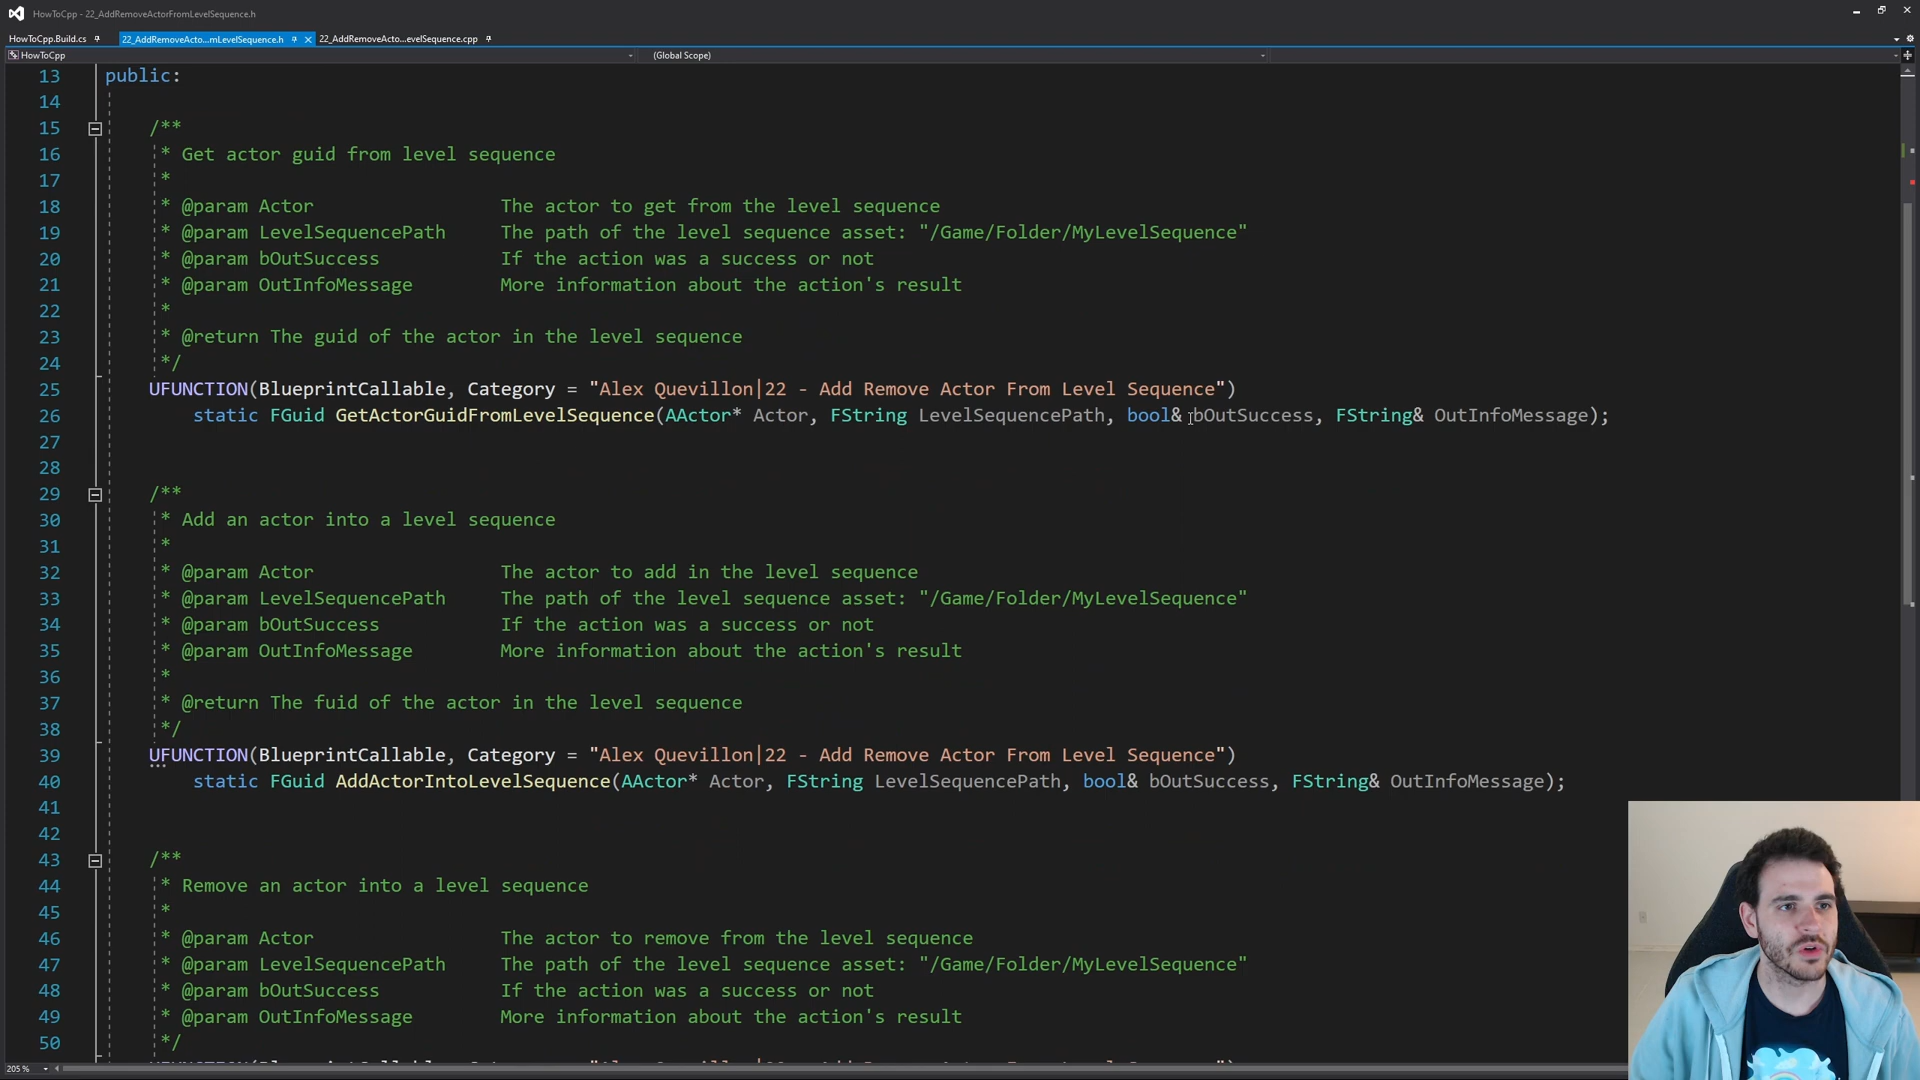 HowToCpp - 22_AddRemoveActorFromLevelSequence.h
HowToCpp.Build.cs 22_AddRemoveActo...mLevelSequence.h 22_AddRemoveActo...evelSequence.cpp
HowToCpp (Global Scope)
13 public:
14
15 /**
16 * Get actor guid from level sequence
17 *
18 * @param Actor The actor to get from the level sequence
19 * @param LevelSequencePath The path of the level sequence asset: "/Game/Folder/MyLevelSequence"
20 * @param bOutSuccess If the action was a success or not
21 * @param OutInfoMessage More information about the action's result
22 *
23 * @return The guid of the actor in the level sequence
24 */
25 UFUNCTION(BlueprintCallable, Category = "Alex Quevillon|22 - Add Remove Actor From Level Sequence")
26 static FGuid GetActorGuidFromLevelSequence(AActor* Actor, FString LevelSequencePath, bool& bOutSuccess, FString& OutInfoMessage);
27
28
29 /**
30 * Add an actor into a level sequence
31 *
32 * @param Actor The actor to add in the level sequence
33 * @param LevelSequencePath The path of the level sequence asset: "/Game/Folder/MyLevelSequence"
34 * @param bOutSuccess If the action was a success or not
35 * @param OutInfoMessage More information about the action's result
36 *
37 * @return The fuid of the actor in the level sequence
38 */
39 UFUNCTION(BlueprintCallable, Category = "Alex Quevillon|22 - Add Remove Actor From Level Sequence")
40 static FGuid AddActorIntoLevelSequence(AActor* Actor, FString LevelSequencePath, bool& bOutSuccess, FString& OutInfoMessage);
41
42
43 /**
44 * Remove an actor into a level sequence
45 *
46 * @param Actor The actor to remove from the level sequence
47 * @param LevelSequencePath The path of the level sequence asset: "/Game/Folder/MyLevelSequence"
48 * @param bOutSuccess If the action was a success or not
49 * @param OutInfoMessage More information about the action's result
50 */
205 %